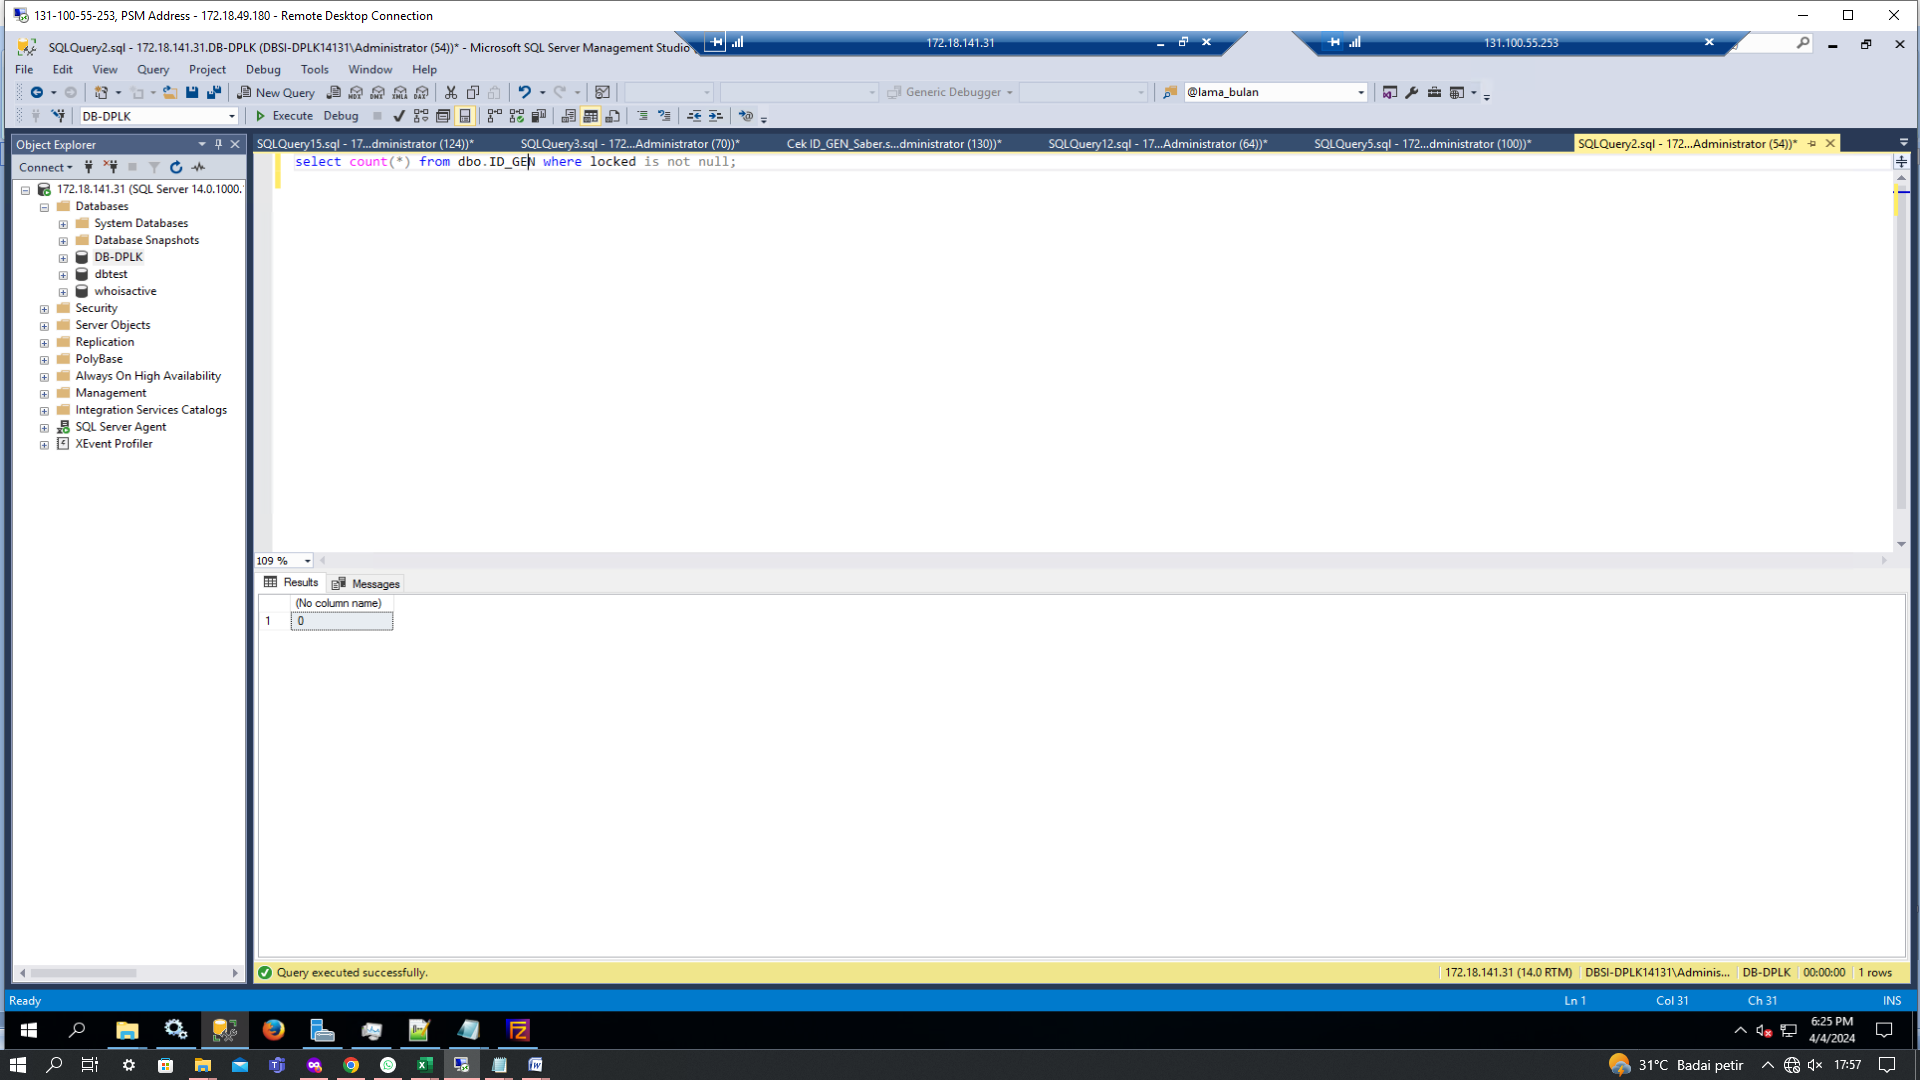 131-100-55-253, PSM Address - 172.18.49.180 - Remote Desktop Connection
SQLQuery2.sql - 172.18.141.31.DB-DPLK (DBSI-DPLK14131\Administrator (54))* - Microsoft SQL Server Management Studio
172.18.141.31
131.100.55.253
File Edit View Query Project Debug Tools Window Help
New Query
MDX DMX XMLA DAX
Generic Debugger
@lama_bulan
DB-DPLK
Execute Debug
Object Explorer
SQLQuery15.sql - 17...dministrator (124))*
SQLQuery3.sql - 172...Administrator (70))*
Cek ID_GEN_Saber.s...dministrator (130))*
SQLQuery12.sql - 17...Administrator (64))*
SQLQuery5.sql - 172...dministrator (100))*
SQLQuery2.sql - 172...Administrator (54))*
Connect
select count(*) from dbo.ID_GEN where locked is not null;
172.18.141.31 (SQL Server 14.0.1000.
Databases
System Databases
Database Snapshots
DB-DPLK
dbtest
whoisactive
Security
Server Objects
Replication
PolyBase
Always On High Availability
Management
Integration Services Catalogs
SQL Server Agent
XEvent Profiler
109 %
Results Messages
(No column name)
1 0
Query executed successfully.
172.18.141.31 (14.0 RTM) DBSI-DPLK14131\Adminis... DB-DPLK 00:00:00 1 rows
Ready
Ln 1 Col 31 Ch 31 INS
6:25 PM
4/4/2024
31°C Badai petir
17:57